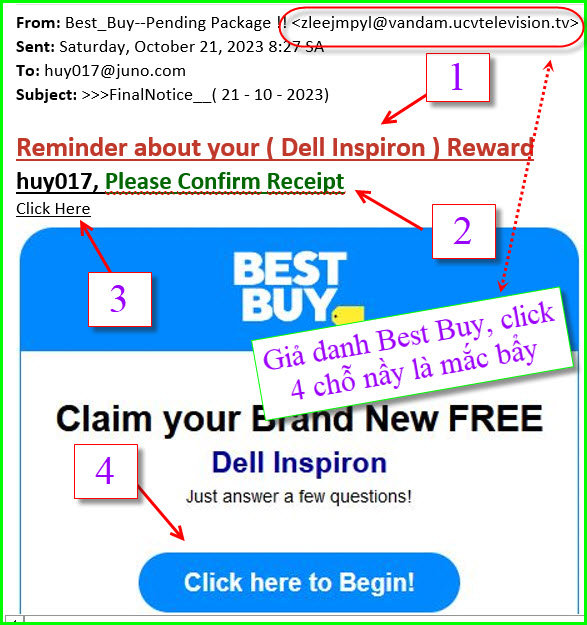 From: Best_Buy--Pending Package !! <zleejmpyl@vandam.ucvtelevision.tv>
Sent: Saturday, October 21, 2023 8:27 SA
To: huy017@juno.com
Subject: >>>FinalNotice__( 21 - 10 - 2023)
1
Reminder about your ( Dell Inspiron ) Reward
huy017, Please Confirm Receipt
Click Here
2
3
BEST
BUY
Giả danh Best Buy, click
4 chỗ nầy là mắc bẩy
Claim your Brand New FREE
Dell Inspiron
4
Just answer a few questions!
Click here to Begin!